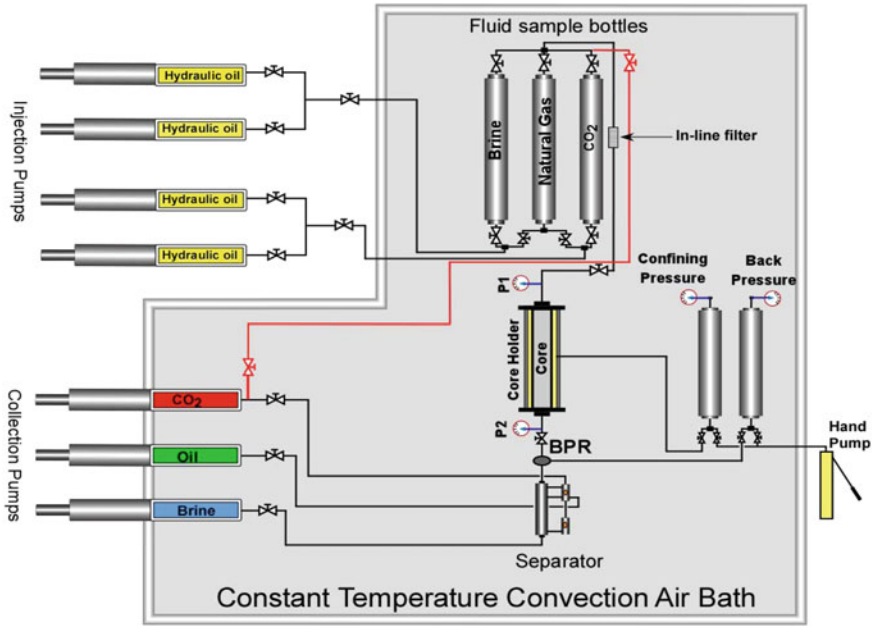 Fluid sample bottles
Injection Pumps
Hydraulic oil
Hydraulic oil
Hydraulic oil
Hydraulic oil
Brine
Natural Gas
CO2
In-line filter
P1
Confining
Pressure
Back
Pressure
Core Holder
Core
P2
BPR
Hand
Pump
Collection Pumps
CO2
Oil
Brine
Separator
Constant Temperature Convection Air Bath